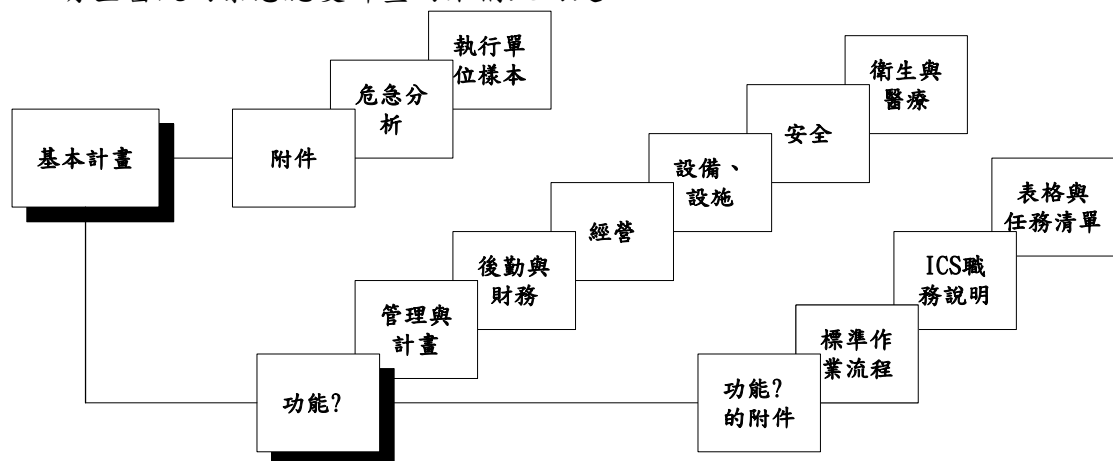 執行單
位樣本
危急分
析
附件
基本計畫
衛生與
醫療
安全
設備、
設施
經營
後勤與
財務
管理與
計畫
功能?
表格與
任務清單
ICS職
務說明
標準作
業流程
功能?
的附件